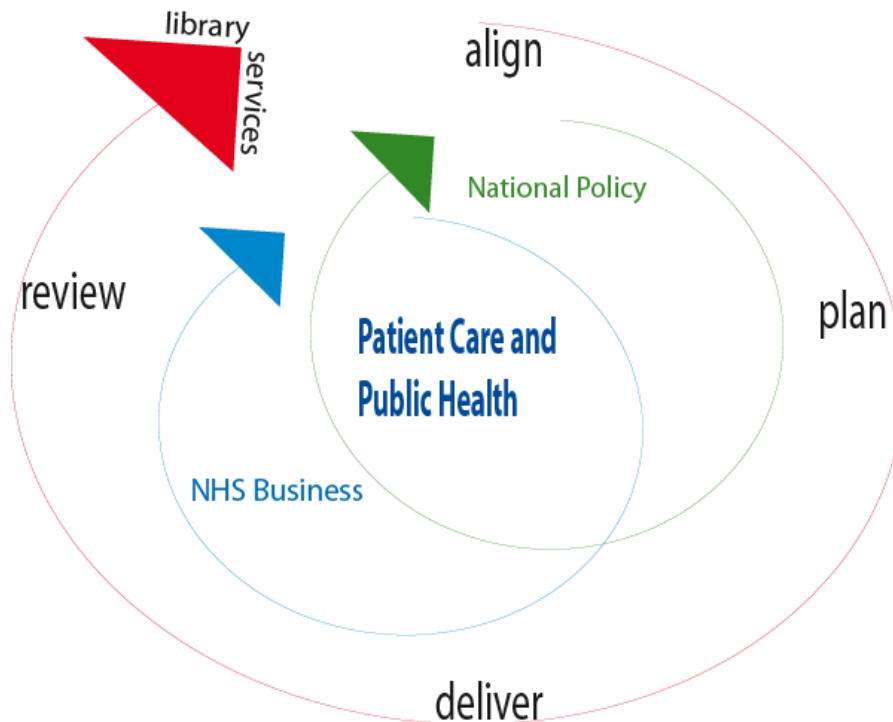 library
services
align
National Policy
review
plan
Patient Care and
Public Health
NHS Business
deliver